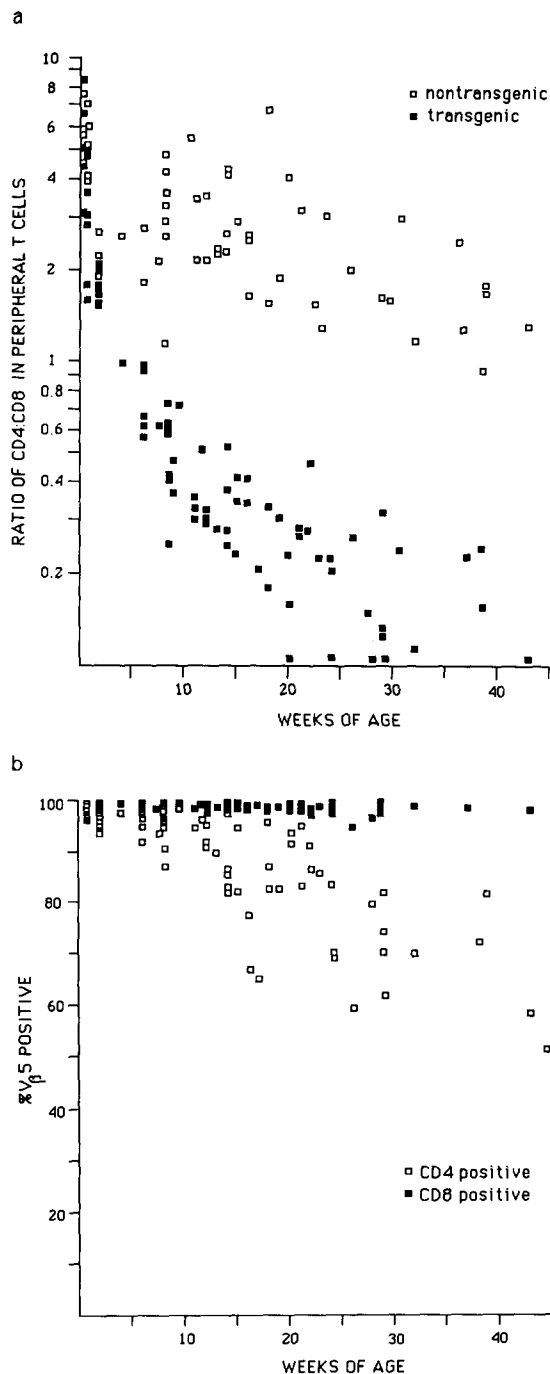 a
10
8
6
4
2
1
0.8
0.6
0.4
0.2
RATIO OF CD4:CD8 IN PERIPHERAL T CELLS
nontransgenic
transgenic
10 20 30 40
WEEKS OF AGE
b
100
80
60
40
20
%Vβ5 POSITIVE
CD4 positive
CD8 positive
10 20 30 40
WEEKS OF AGE